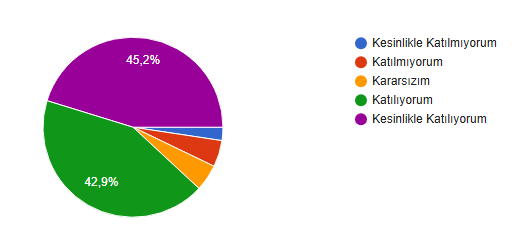 45,2%
42,9%
Kesinlikle Katılmıyorum
Katılmıyorum
Kararsızım
Katılıyorum
Kesinlikle Katılıyorum